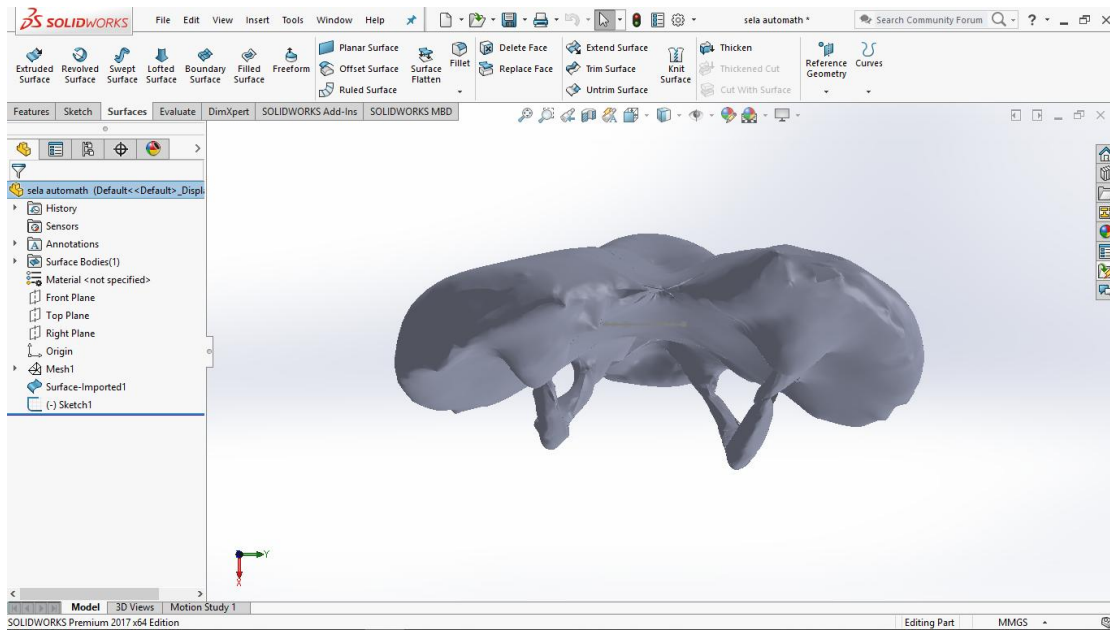 SOLIDWORKS File Edit View Insert Tools Window Help sela automath * Search Community Forum
Extruded Surface Revolved Surface Swept Surface Lofted Surface Boundary Surface Filled Surface Freeform
Planar Surface
Offset Surface
Ruled Surface
Surface Flatten
Fillet
Delete Face
Replace Face
Extend Surface
Trim Surface
Untrim Surface
Knit Surface
Thicken
Thickened Cut
Cut With Surface
Reference Geometry
Curves
Features Sketch Surfaces Evaluate DimXpert SOLIDWORKS Add-Ins SOLIDWORKS MBD
sela automath (Default<<Default>_Displ
History
Sensors
Annotations
Surface Bodies(1)
Material <not specified>
Front Plane
Top Plane
Right Plane
Origin
Mesh1
Surface-Imported1
(-) Sketch1
Y
X
Model 3D Views Motion Study 1
SOLIDWORKS Premium 2017 x64 Edition Editing Part MMGS